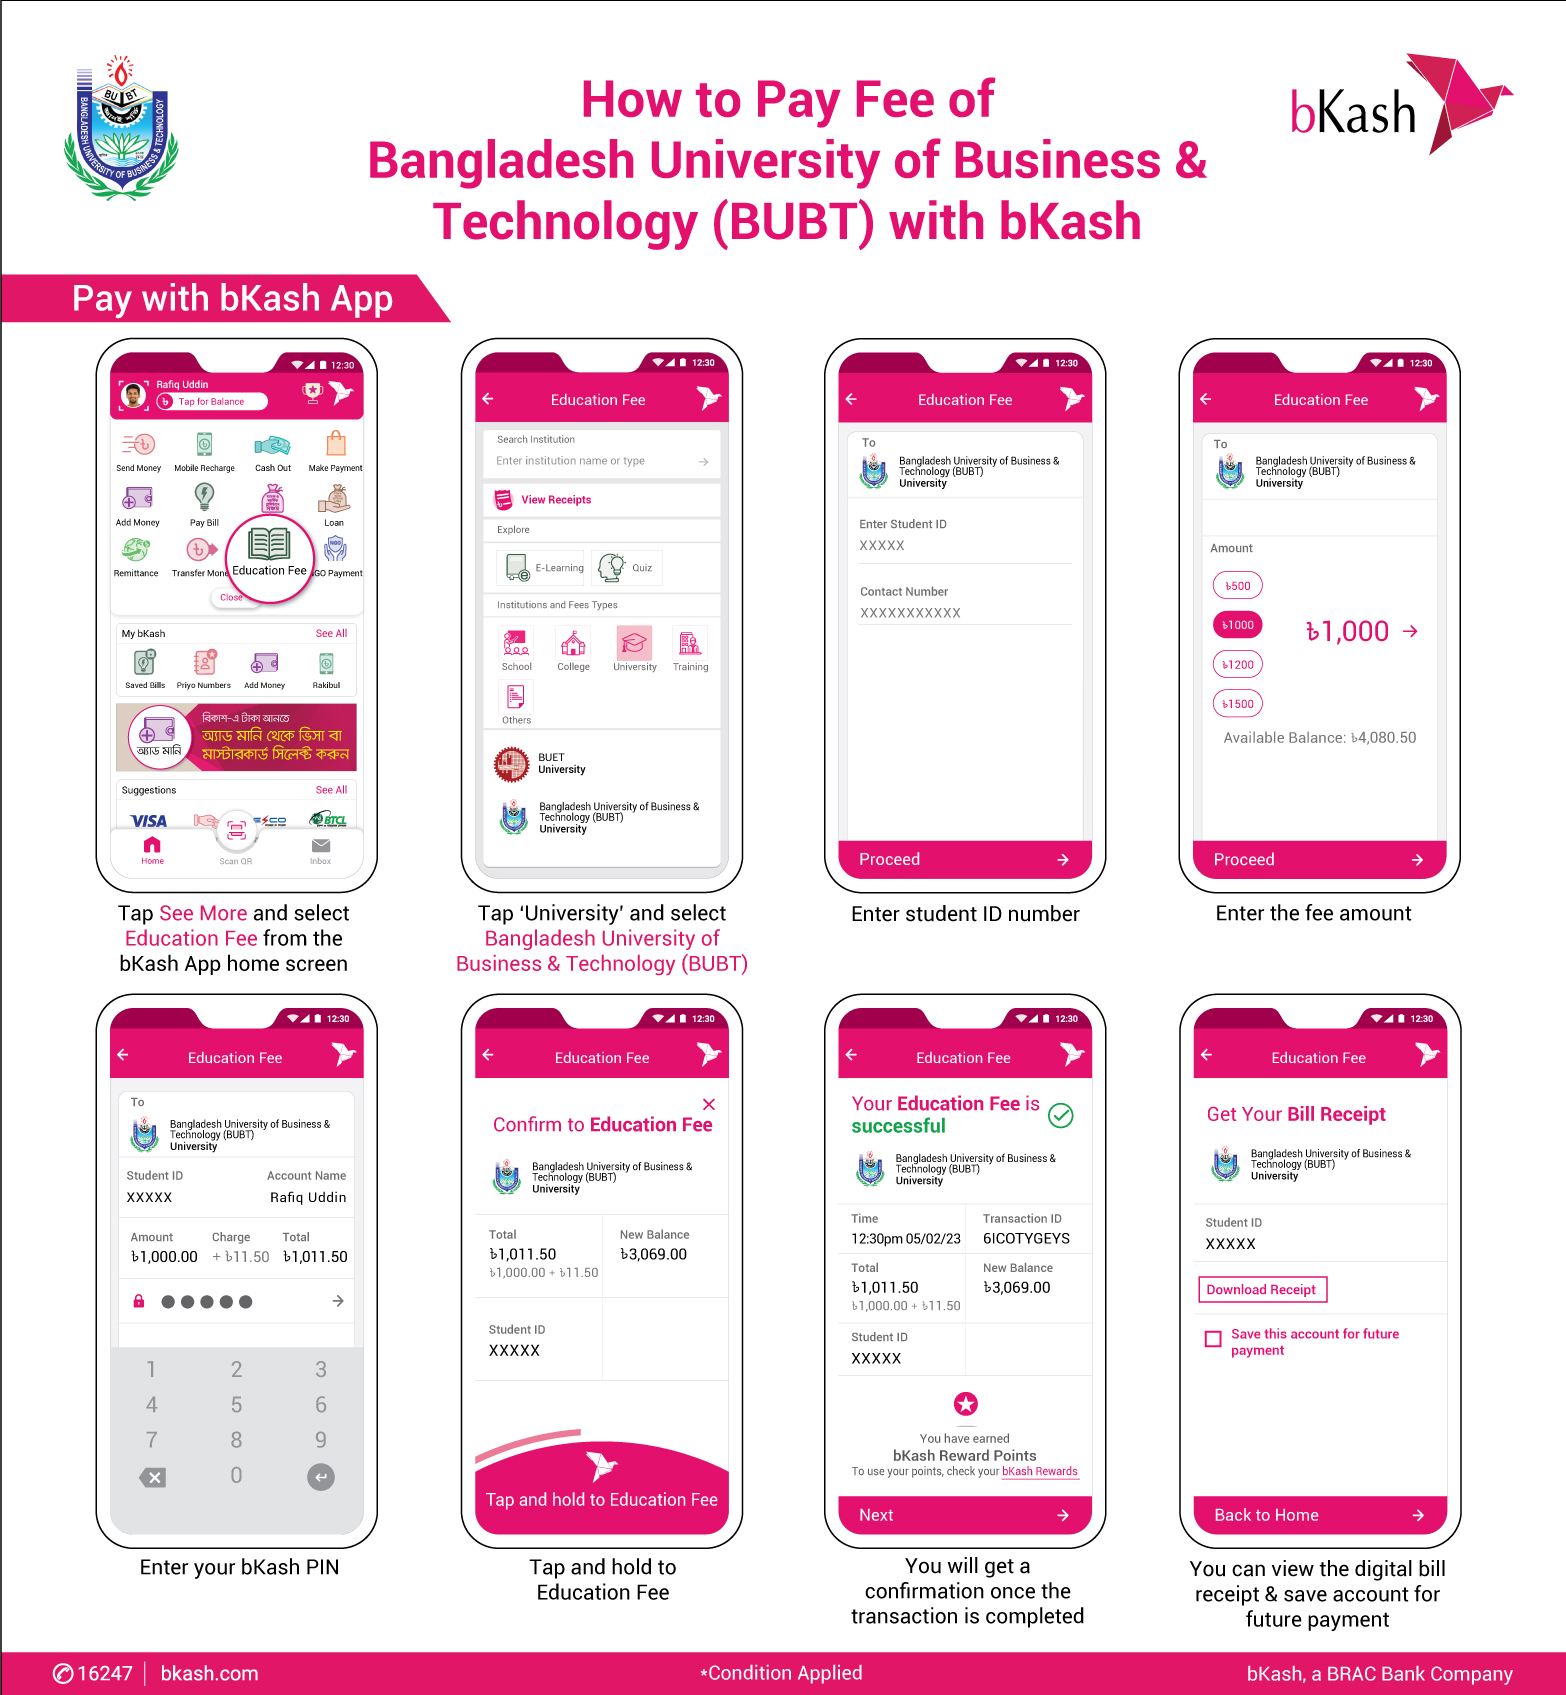 BUBT
BANGLADESH UNIVERSITY OF BUSINESS & TECHNOLOGY
How to Pay Fee of
Bangladesh University of Business &
Technology (BUBT) with bKash
bKash
Pay with bKash App
12:30
Rafiq Uddin
৳ Tap for Balance
Send Money Mobile Recharge Cash Out Make Payment
Add Money Pay Bill Loan
Remittance Transfer Mone Education Fee GO Payment
Close
My bKash See All
Saved Bills Priyo Numbers Add Money Rakibul
অ্যাড মানি
বিকাশ-এ টাকা আনতে
অ্যাড মানি থেকে ভিসা বা
মাস্টারকার্ড সিলেক্ট করুন
Suggestions See All
VISA BTCL
Home Scan QR Inbox
Tap See More and select
Education Fee from the
bKash App home screen
12:30
Education Fee
Search Institution
Enter institution name or type
View Receipts
Explore
E-Learning Quiz
Institutions and Fees Types
School College University Training
Others
BUET
University
Bangladesh University of Business &
Technology (BUBT)
University
Tap ‘University’ and select
Bangladesh University of
Business & Technology (BUBT)
12:30
Education Fee
To
Bangladesh University of Business &
Technology (BUBT)
University
Enter Student ID
XXXXX
Contact Number
XXXXXXXXXXX
Proceed
Enter student ID number
12:30
Education Fee
To
Bangladesh University of Business &
Technology (BUBT)
University
Amount
৳500
৳1000
৳1,000
৳1200
৳1500
Available Balance: ৳4,080.50
Proceed
Enter the fee amount
12:30
Education Fee
To
Bangladesh University of Business &
Technology (BUBT)
University
Student ID Account Name
XXXXX Rafiq Uddin
Amount Charge Total
৳1,000.00 + ৳11.50 ৳1,011.50
1 2 3
4 5 6
7 8 9
0
Enter your bKash PIN
12:30
Education Fee
Confirm to Education Fee
Bangladesh University of Business &
Technology (BUBT)
University
Total New Balance
৳1,011.50 ৳3,069.00
৳1,000.00 + ৳11.50
Student ID
XXXXX
Tap and hold to Education Fee
Tap and hold to
Education Fee
12:30
Education Fee
Your Education Fee is
successful
Bangladesh University of Business &
Technology (BUBT)
University
Time Transaction ID
12:30pm 05/02/23 6ICOTYGEYS
Total New Balance
৳1,011.50 ৳3,069.00
৳1,000.00 + ৳11.50
Student ID
XXXXX
You have earned
bKash Reward Points
To use your points, check your bKash Rewards
Next
You will get a
confirmation once the
transaction is completed
12:30
Education Fee
Get Your Bill Receipt
Bangladesh University of Business &
Technology (BUBT)
University
Student ID
XXXXX
Download Receipt
Save this account for future
payment
Back to Home
You can view the digital bill
receipt & save account for
future payment
16247 | bkash.com
*Condition Applied
bKash, a BRAC Bank Company